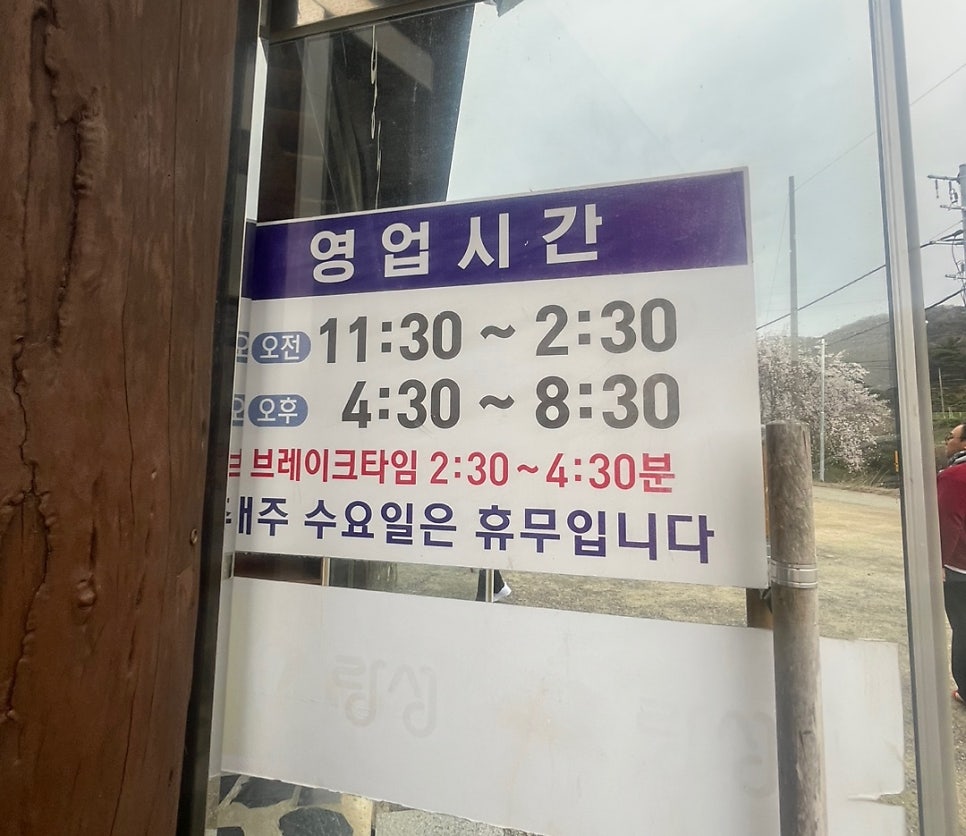 영업시간
오전 11:30 ~ 2:30
오후 4:30 ~ 8:30
브레이크타임 2:30~4:30분
매주 수요일은 휴무입니다